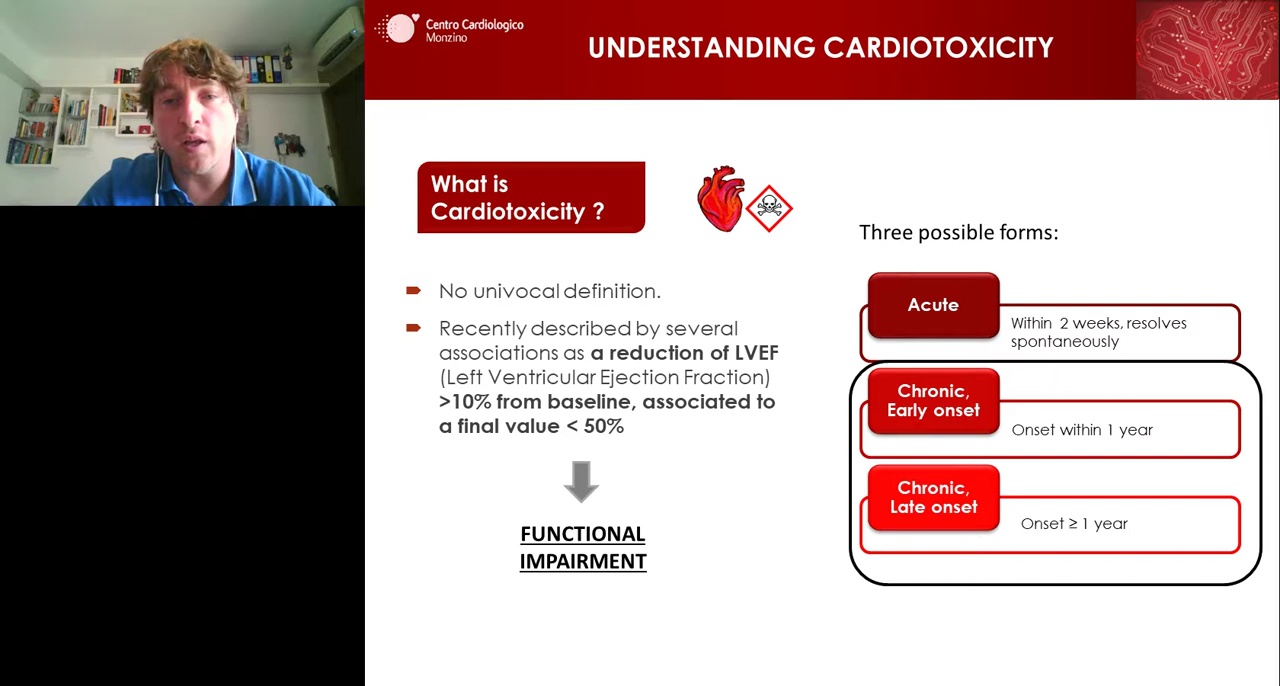 Centro Cardiologico
Monzino
UNDERSTANDING CARDIOTOXICITY
What is
Cardiotoxicity ?
No univocal definition.
Recently described by several
associations as a reduction of LVEF
(Left Ventricular Ejection Fraction)
>10% from baseline, associated to
a final value < 50%
FUNCTIONAL
IMPAIRMENT
Three possible forms:
Acute
Within 2 weeks, resolves
spontaneously
Chronic,
Early onset
Onset within 1 year
Chronic,
Late onset
Onset ≥ 1 year